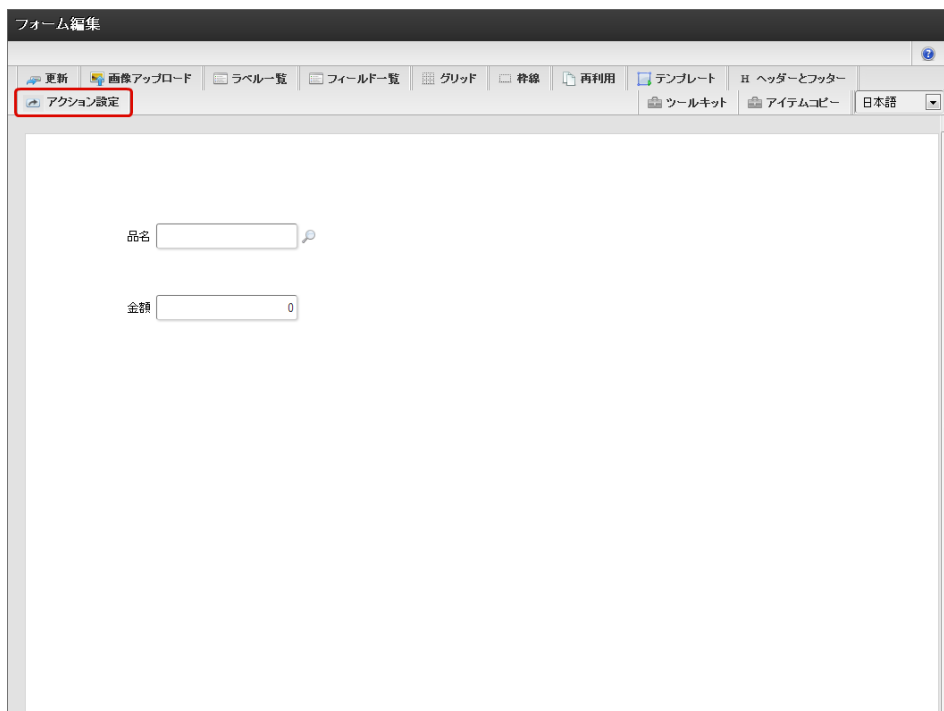 フォーム編集
更新 画像アップロード ラベル一覧 フィールド一覧 グリッド 枠線 再利用 テンプレート H ヘッダーとフッター
アクション設定 ツールキット アイテムコピー 日本語
品名
金額 0